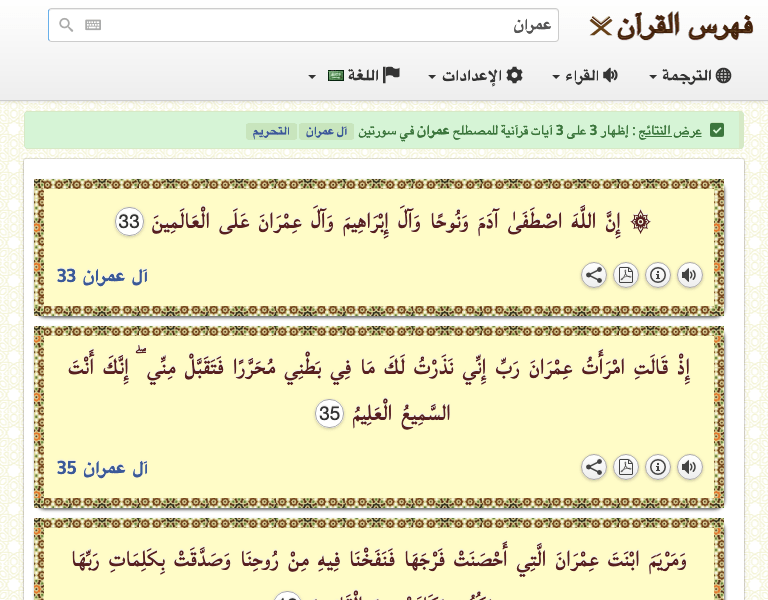 فهرس القرآن
عمران
الترجمة القراء الإعدادات اللغة
عرض النتائج : إظهار 3 على 3 آيات قرآنية للمصطلح عمران في سورتين آل عمران التحريم
۞ إِنَّ اللَّهَ اصْطَفَىٰ آدَمَ وَنُوحًا وَآلَ إِبْرَاهِيمَ وَآلَ عِمْرَانَ عَلَى الْعَالَمِينَ 33
آل عمران 33
إِذْ قَالَتِ امْرَأَتُ عِمْرَانَ رَبِّ إِنِّي نَذَرْتُ لَكَ مَا فِي بَطْنِي مُحَرَّرًا فَتَقَبَّلْ مِنِّي ۖ إِنَّكَ أَنْتَ
السَّمِيعُ الْعَلِيمُ 35
آل عمران 35
وَمَرْيَمَ ابْنَتَ عِمْرَانَ الَّتِي أَحْصَنَتْ فَرْجَهَا فَنَفَخْنَا فِيهِ مِنْ رُوحِنَا وَصَدَّقَتْ بِكَلِمَاتِ رَبِّهَا